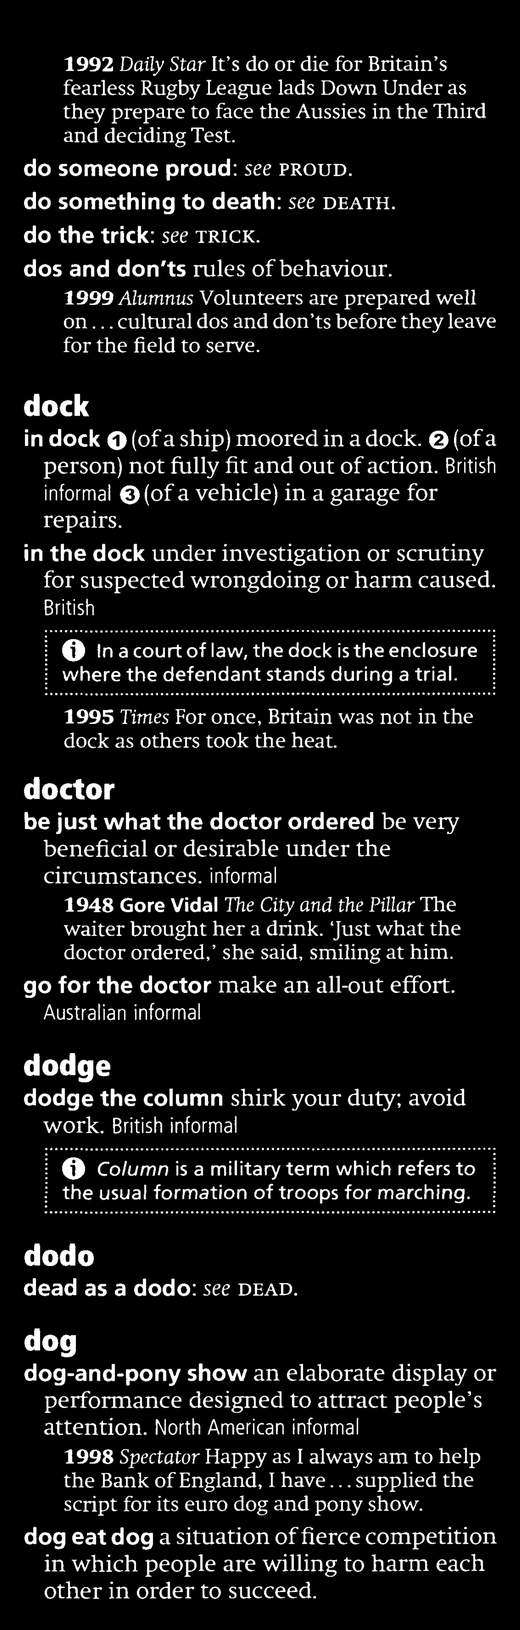 1992 Daily Star It's do or die for Britain's
fearless Rugby League lads Down Under as
they prepare to face the Aussies in the Third
and deciding Test.
do someone proud: see PROUD.
do something to death: see DEATH.
do the trick: see TRICK.
dos and don'ts rules of behaviour.
1999 Alumnus Volunteers are prepared well
on ... cultural dos and don'ts before they leave
for the field to serve.
dock
in dock ❶ (of a ship) moored in a dock. ❷ (of a
person) not fully fit and out of action. British
informal ❸ (of a vehicle) in a garage for
repairs.
in the dock under investigation or scrutiny
for suspected wrongdoing or harm caused.
British
i In a court of law, the dock is the enclosure
where the defendant stands during a trial.
1995 Times For once, Britain was not in the
dock as others took the heat.
doctor
be just what the doctor ordered be very
beneficial or desirable under the
circumstances. informal
1948 Gore Vidal The City and the Pillar The
waiter brought her a drink. 'Just what the
doctor ordered,' she said, smiling at him.
go for the doctor make an all-out effort.
Australian informal
dodge
dodge the column shirk your duty; avoid
work. British informal
i Column is a military term which refers to
the usual formation of troops for marching.
dodo
dead as a dodo: see DEAD.
dog
dog-and-pony show an elaborate display or
performance designed to attract people's
attention. North American informal
1998 Spectator Happy as I always am to help
the Bank of England, I have ... supplied the
script for its euro dog and pony show.
dog eat dog a situation of fierce competition
in which people are willing to harm each
other in order to succeed.